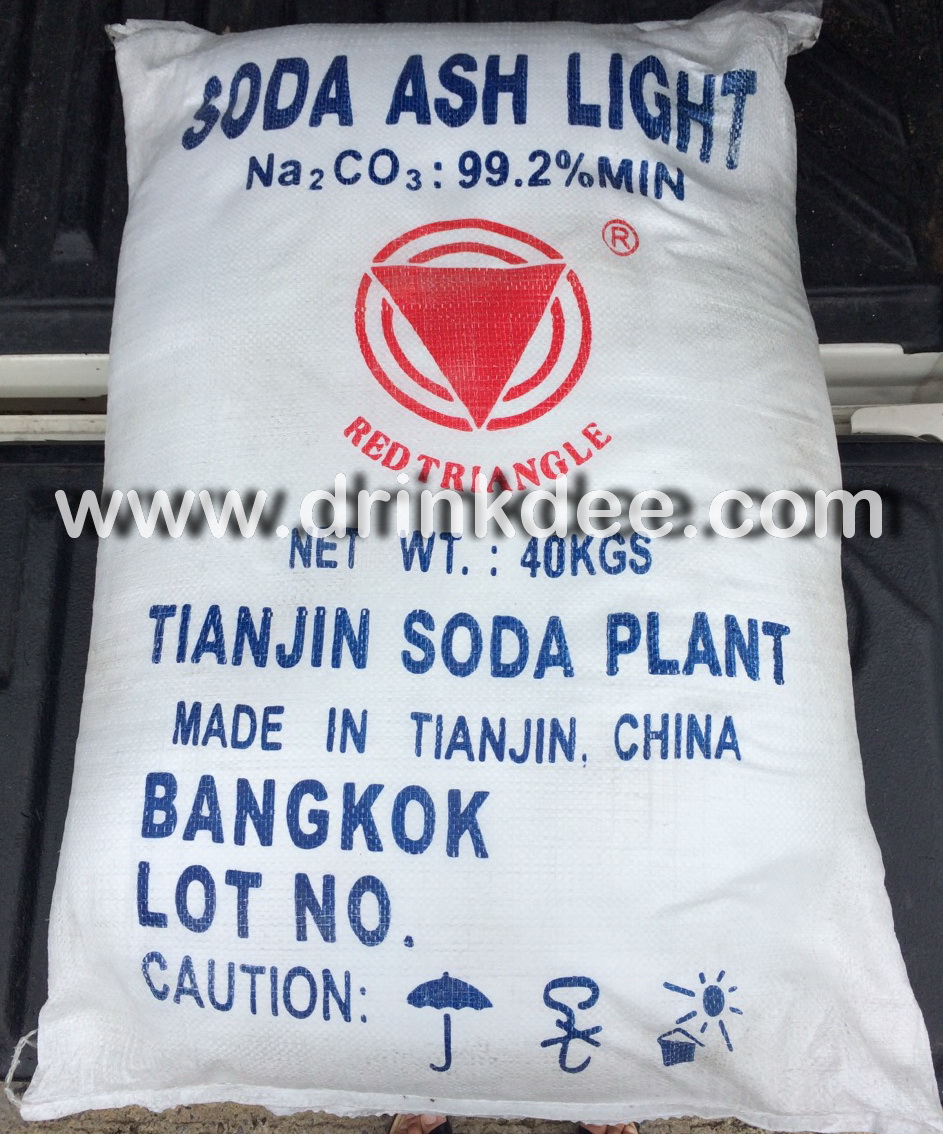 SODA ASH LIGHT
Na₂CO₃: 99.2%MIN
®
RED TRIANGLE
www.drinkdee.com
NET WT.: 40KGS
TIANJIN SODA PLANT
MADE IN TIANJIN, CHINA
BANGKOK
LOT NO.
CAUTION: